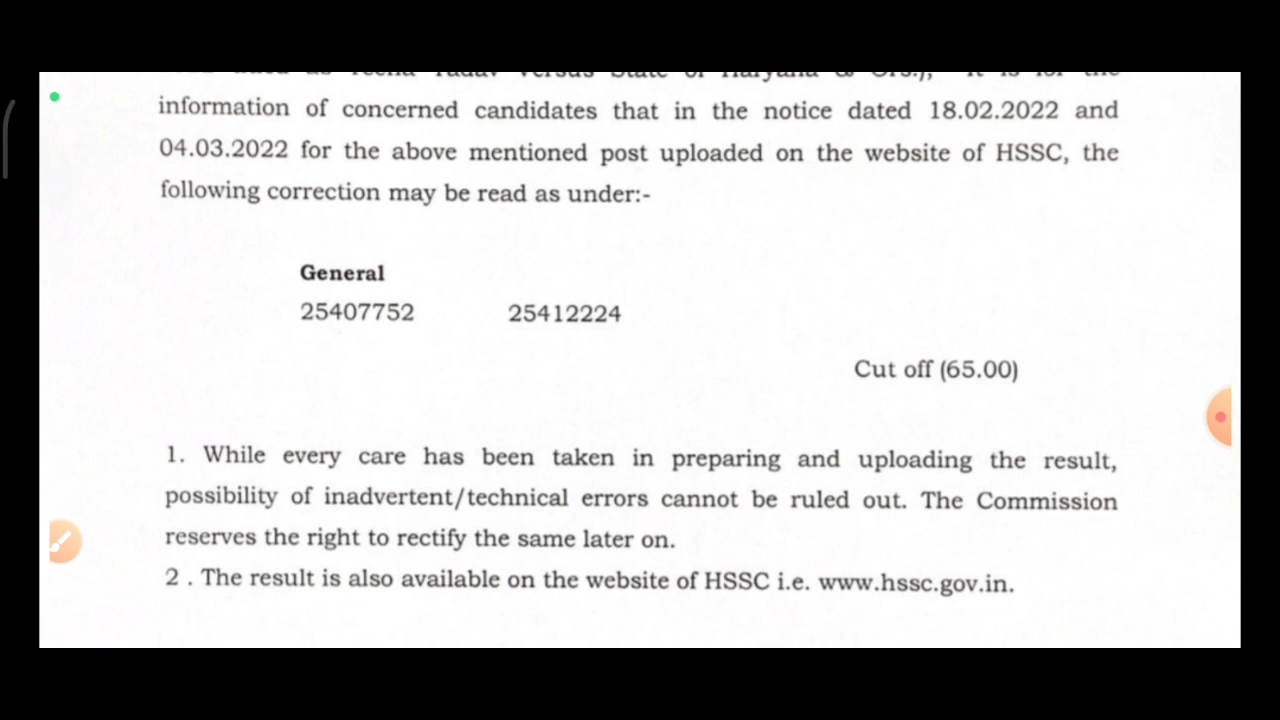 information of concerned candidates that in the notice dated 18.02.2022 and
04.03.2022 for the above mentioned post uploaded on the website of HSSC, the
following correction may be read as under:-
General
25407752 25412224
Cut off (65.00)
1. While every care has been taken in preparing and uploading the result,
possibility of inadvertent/technical errors cannot be ruled out. The Commission
reserves the right to rectify the same later on.
2 . The result is also available on the website of HSSC i.e. www.hssc.gov.in.